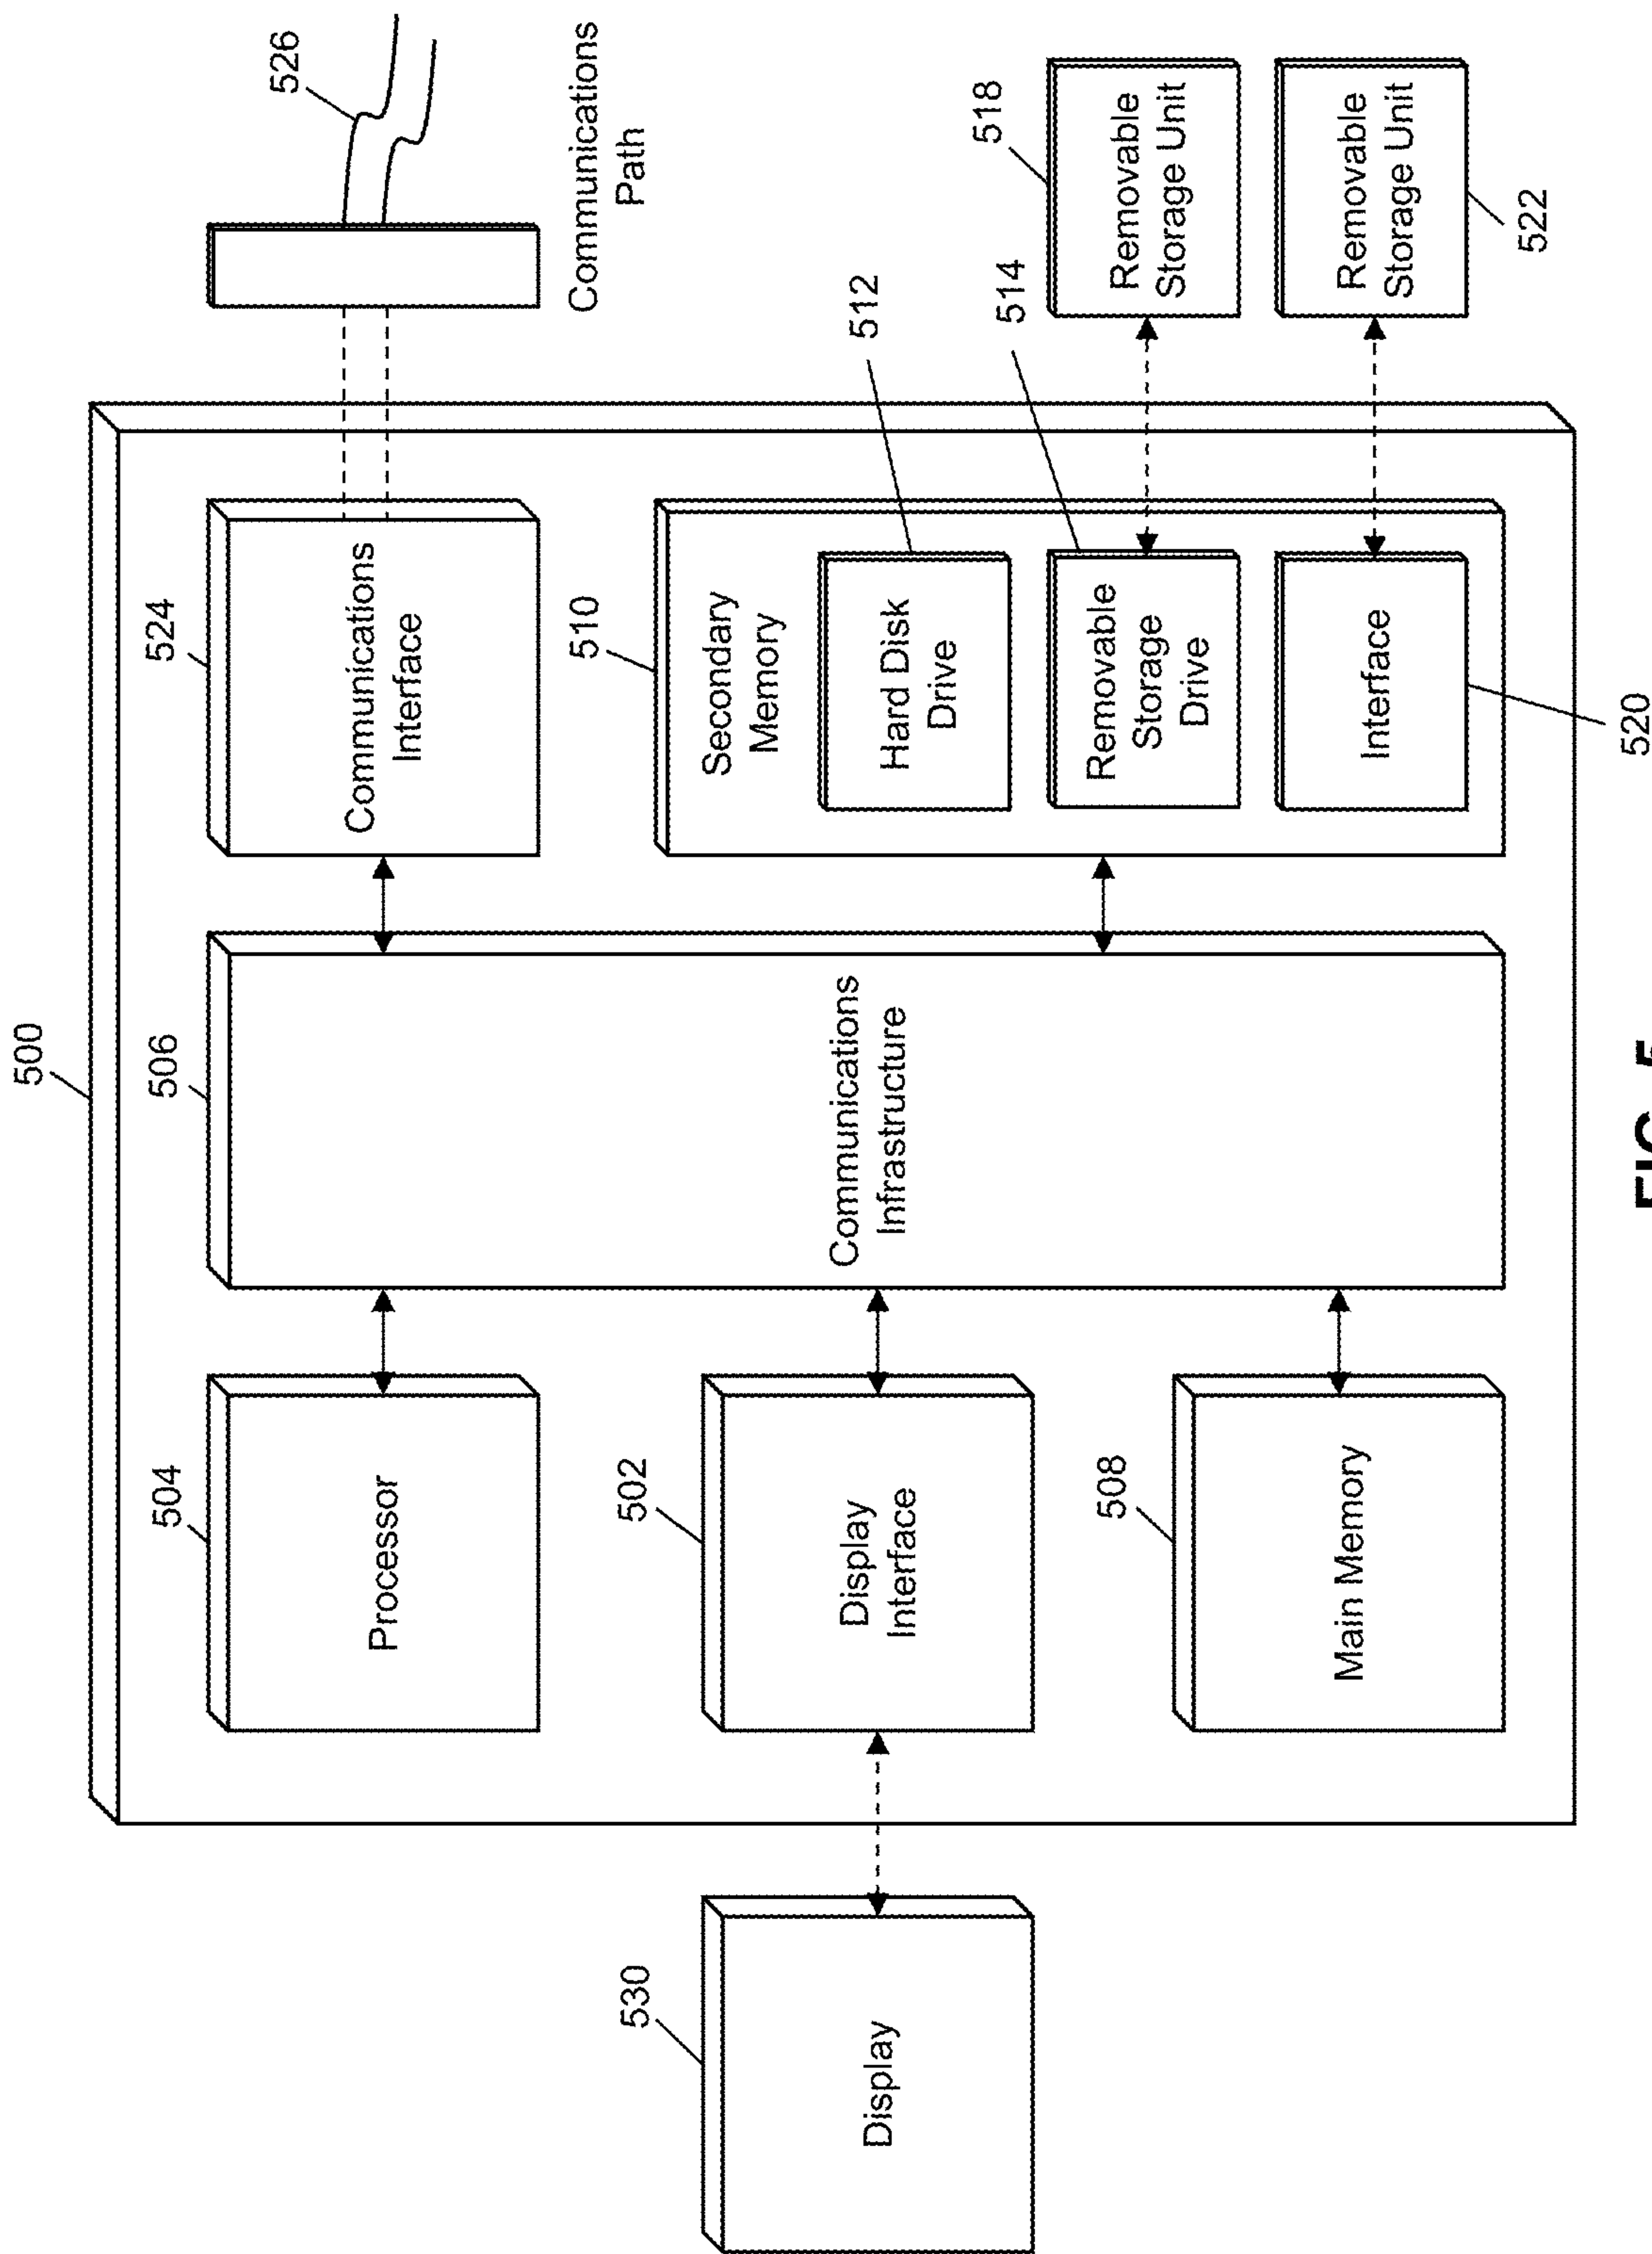 500
504
Processor
502
Display
Interface
508
Main Memory
530
Display
506
Communications
Infrastructure
524
Communications
Interface
510
Secondary
Memory
512
Hard Disk
Drive
514
Removable
Storage
Drive
Interface
520
526
Communications
Path
518
Removable
Storage Unit
Removable
Storage Unit
522